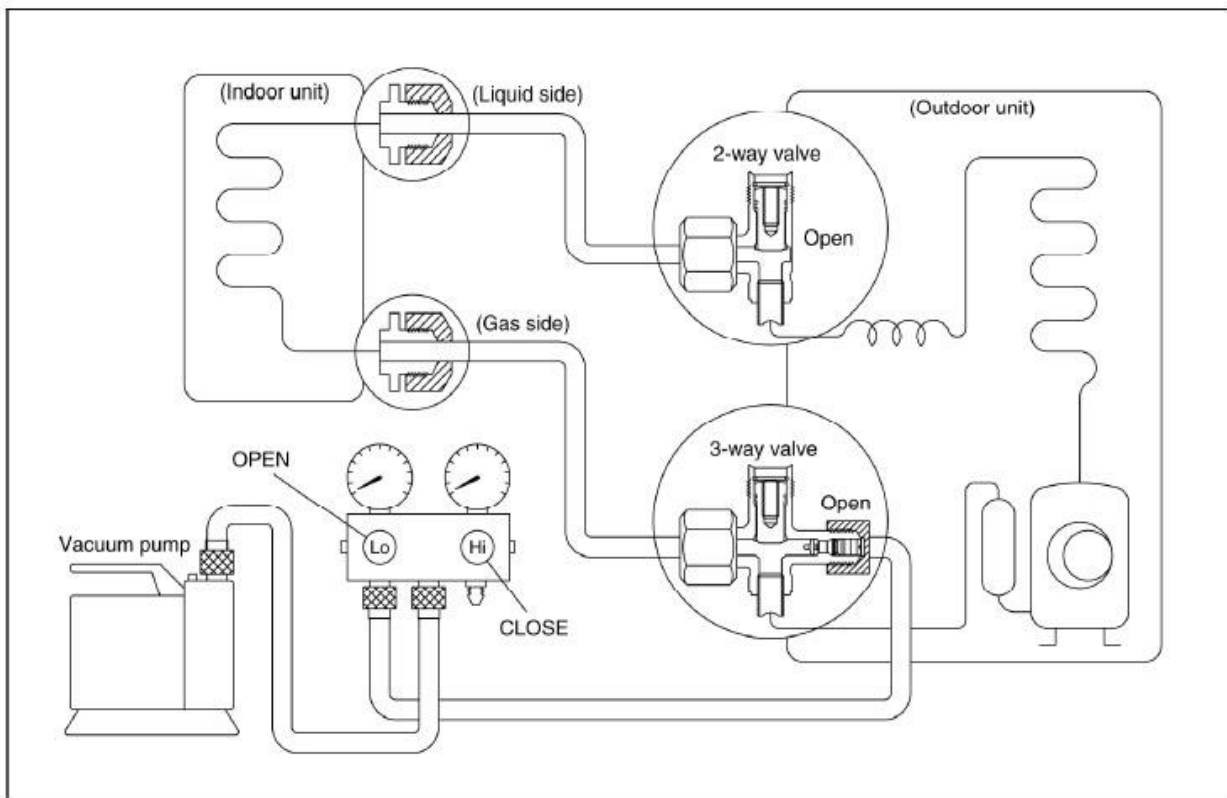 (Indoor unit)
(Liquid side)
(Outdoor unit)
2-way valve
Open
(Gas side)
3-way valve
Open
OPEN
Lo
Hi
Vacuum pump
CLOSE